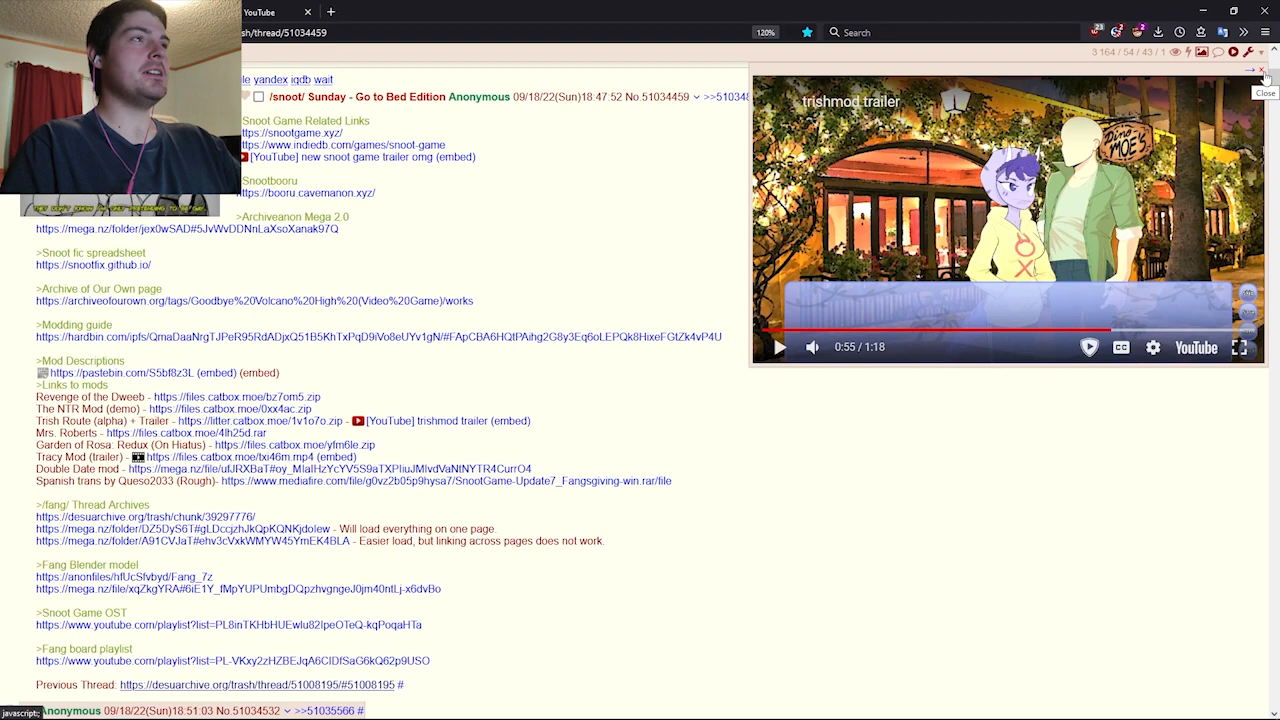 YouTube
sh/thread/51034459
120%
Search
23
2
2
3 164 / 54 / 43 / 1
le yandex iqdb wait
/snoot/ Sunday - Go to Bed Edition Anonymous 09/18/22(Sun)18:47:52 No.51034459 >>51034
Close
trishmod trailer
DINO MOE'S
Snoot Game Related Links
ttps://snootgame.xyz/
ttps://www.indiedb.com/games/snoot-game
[YouTube] new snoot game trailer omg (embed)
Snootbooru
ttps://booru.cavemanon.xyz/
>Archiveanon Mega 2.0
https://mega.nz/folder/jex0wSAD#5JvWvDDNnLaXsoXanak97Q
>Snoot fic spreadsheet
https://snootfix.github.io/
>Archive of Our Own page
https://archiveofourown.org/tags/Goodbye%20Volcano%20High%20(Video%20Game)/works
>Modding guide
https://hardbin.com/ipfs/QmaDaaNrgTJPeR95RdADjxQ51B5KhTxPqD9iVo8eUYv1gN/#FApCBA6HQtPAihg2G8y3Eq6oLEPQk8HixeFGtZk4vP4U
>Mod Descriptions
https://pastebin.com/S5bf8z3L (embed) (embed)
>Links to mods
Revenge of the Dweeb - https://files.catbox.moe/bz7om5.zip
The NTR Mod (demo) - https://files.catbox.moe/0xx4ac.zip
Trish Route (alpha) + Trailer - https://litter.catbox.moe/1v1o7o.zip - [YouTube] trishmod trailer (embed)
Mrs. Roberts - https://files.catbox.moe/4lh25d.rar
Garden of Rosa: Redux (On Hiatus) - https://files.catbox.moe/yfm6le.zip
Tracy Mod (trailer) - https://files.catbox.moe/txi46m.mp4 (embed)
Double Date mod - https://mega.nz/file/ufJRXBaT#oy_MIaIHzYcYV5S9aTXPIiuJMlvdVaNtNYTR4CurrO4
Spanish trans by Queso2033 (Rough)- https://www.mediafire.com/file/g0vz2b05p9hysa7/SnootGame-Update7_Fangsgiving-win.rar/file
0:55 / 1:18
CC
YouTube
>/fang/ Thread Archives
https://desuarchive.org/trash/chunk/39297776/
https://mega.nz/folder/DZ5DyS6T#gLDccjzhJkQpKQNKjdoIew - Will load everything on one page.
https://mega.nz/folder/A91CVJaT#ehv3cVxkWMYW45YmEK4BLA - Easier load, but linking across pages does not work.
>Fang Blender model
https://anonfiles/hfUcSfvbyd/Fang_7z
https://mega.nz/file/xqZkgYRA#6iE1Y_fMpYUPUmbgDQpzhvgngeJ0jm40ntLj-x6dvBo
>Snoot Game OST
https://www.youtube.com/playlist?list=PL8inTKHbHUEwlu82IpeOTeQ-kqPoqaHTa
>Fang board playlist
https://www.youtube.com/playlist?list=PL-VKxy2zHZBEJqA6CIDfSaG6kQ62p9USO
Previous Thread: https://desuarchive.org/trash/thread/51008195/#51008195 #
Anonymous 09/18/22(Sun)18:51:03 No.51034532 >>51035566 #
javascript:;